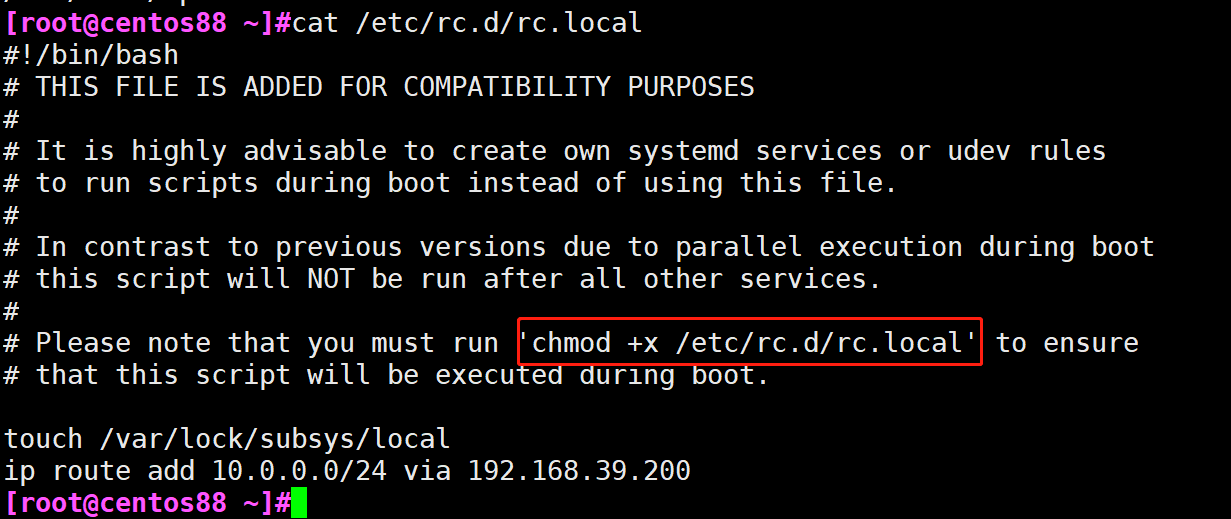 [root@centos88 ~]#cat /etc/rc.d/rc.local
#!/bin/bash
# THIS FILE IS ADDED FOR COMPATIBILITY PURPOSES
#
# It is highly advisable to create own systemd services or udev rules
# to run scripts during boot instead of using this file.
#
# In contrast to previous versions due to parallel execution during boot
# this script will NOT be run after all other services.
#
# Please note that you must run 'chmod +x /etc/rc.d/rc.local' to ensure
# that this script will be executed during boot.

touch /var/lock/subsys/local
ip route add 10.0.0.0/24 via 192.168.39.200
[root@centos88 ~]#